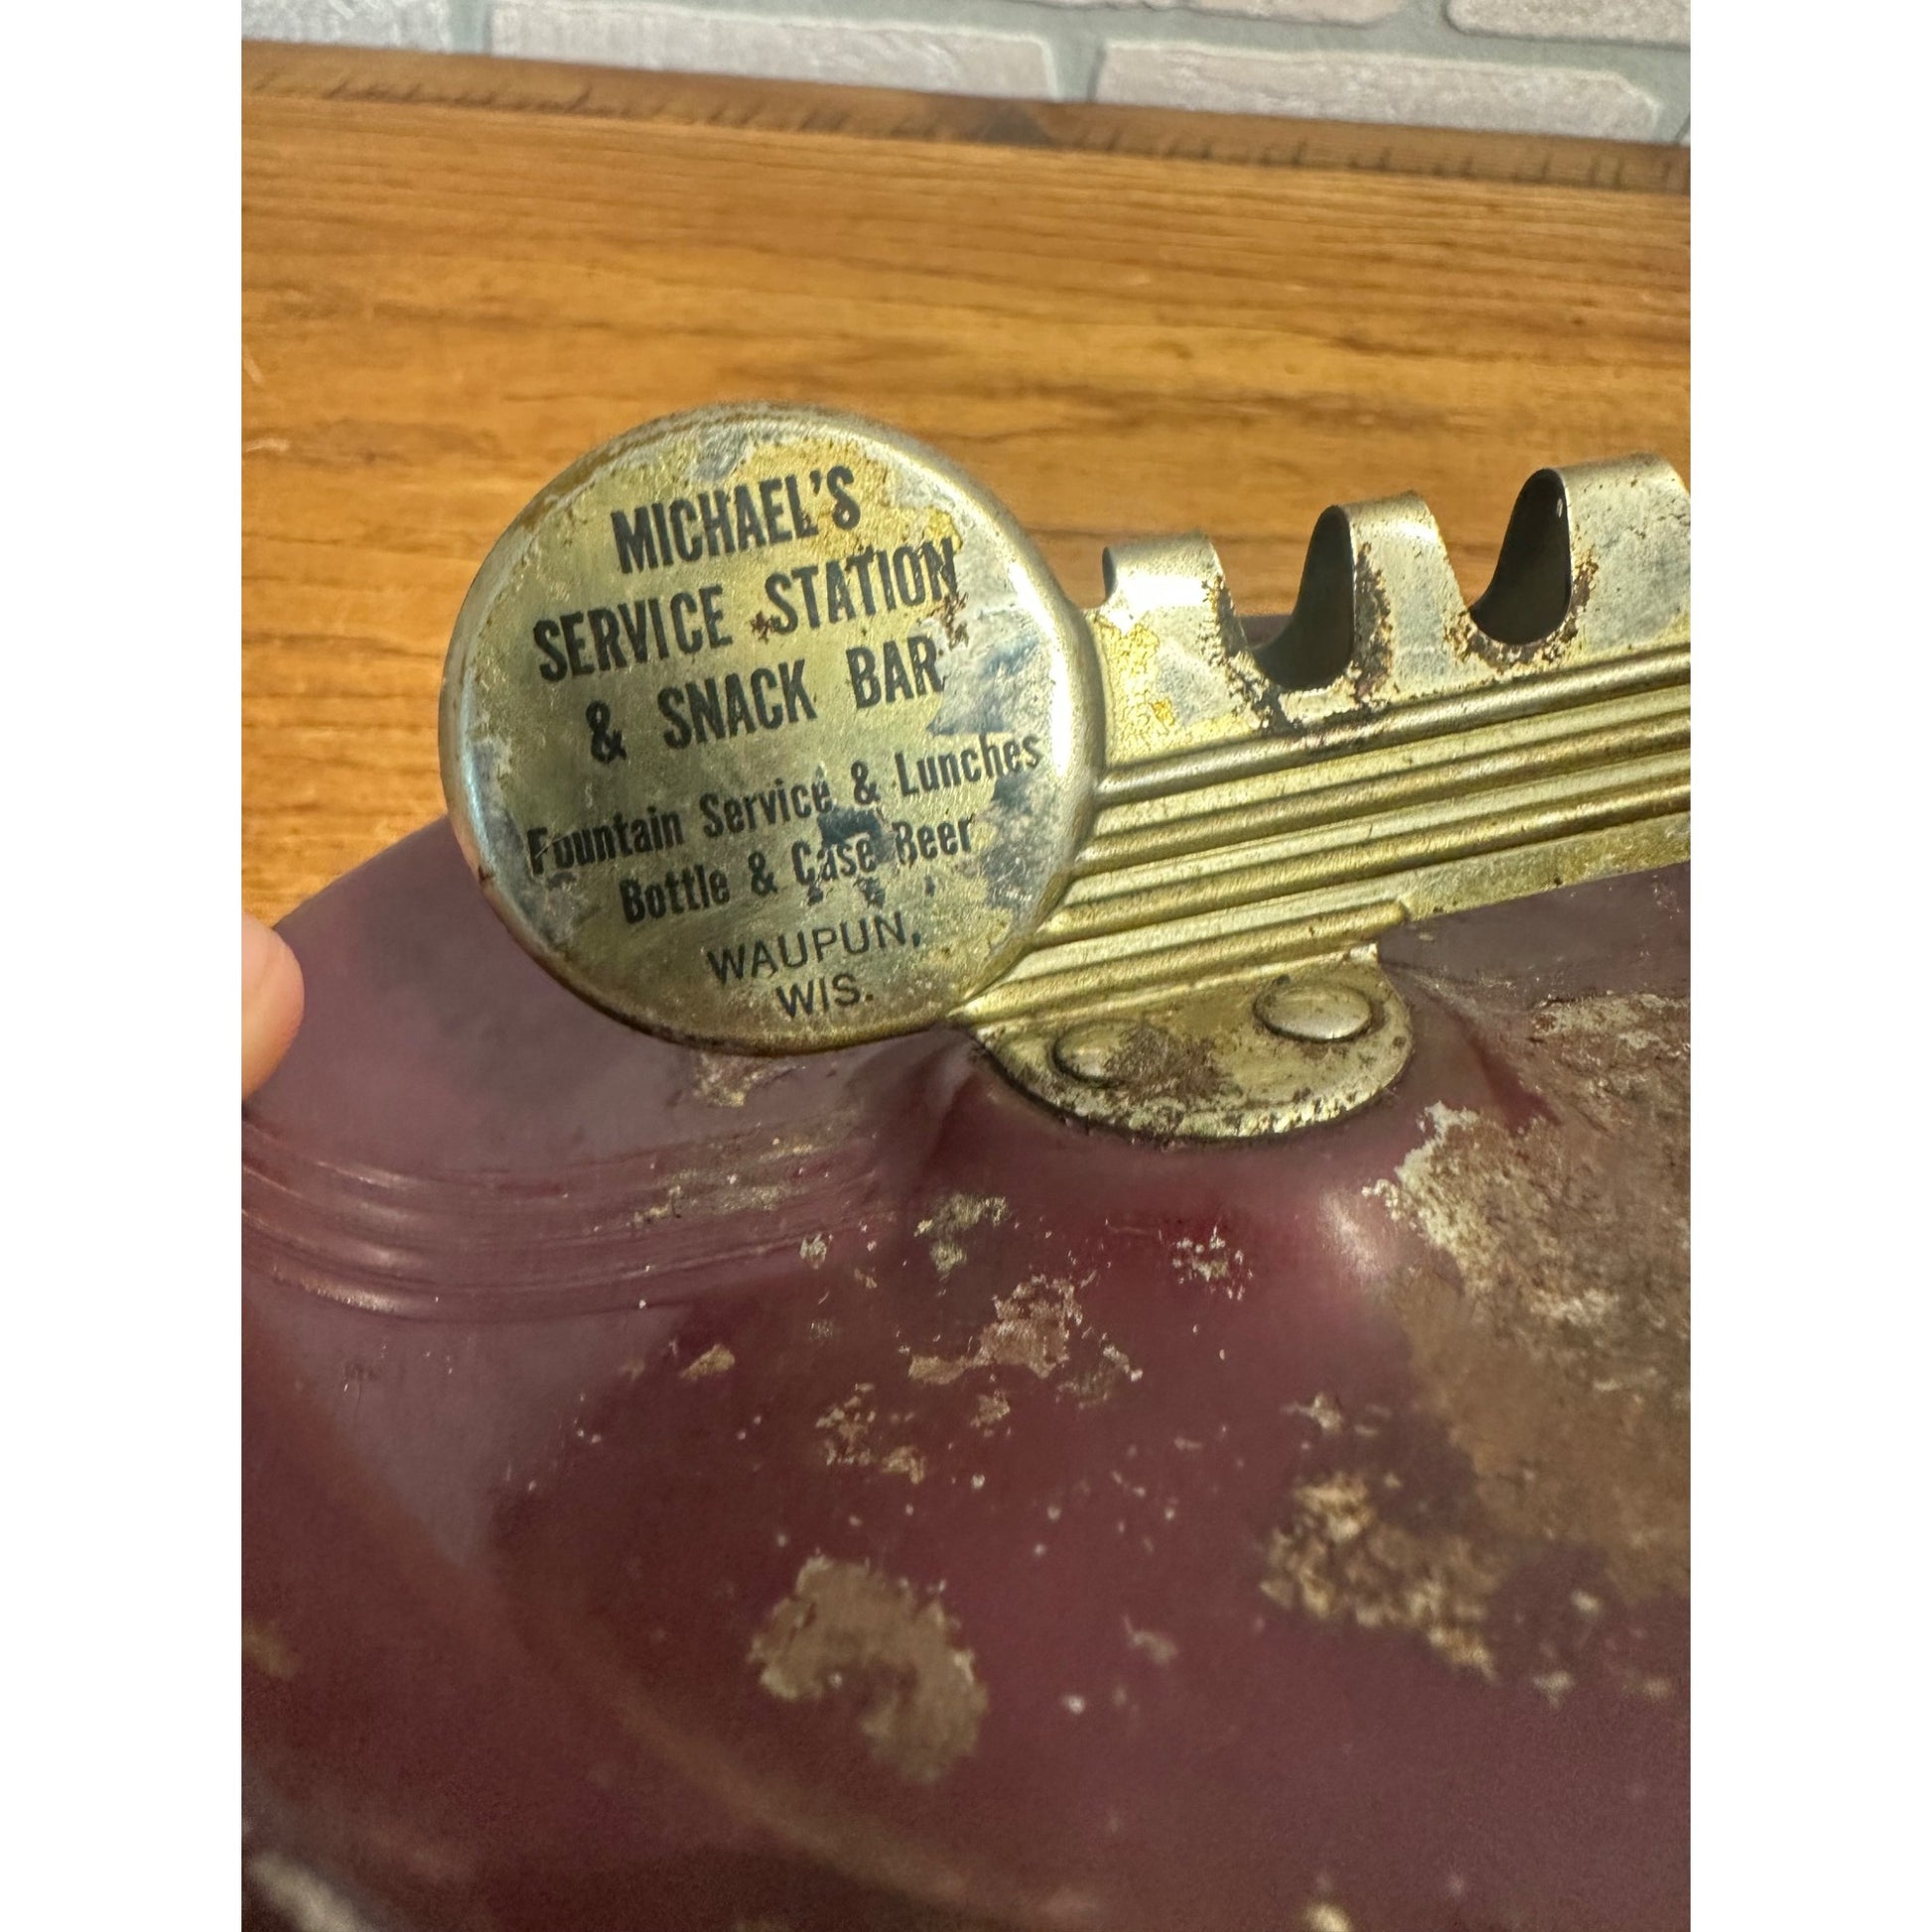 MICHAEL'S
SERVICE STATION
& SNACK BAR
Fountain Service & Lunches
Bottle & Case Beer
WAUPUN,
WIS.